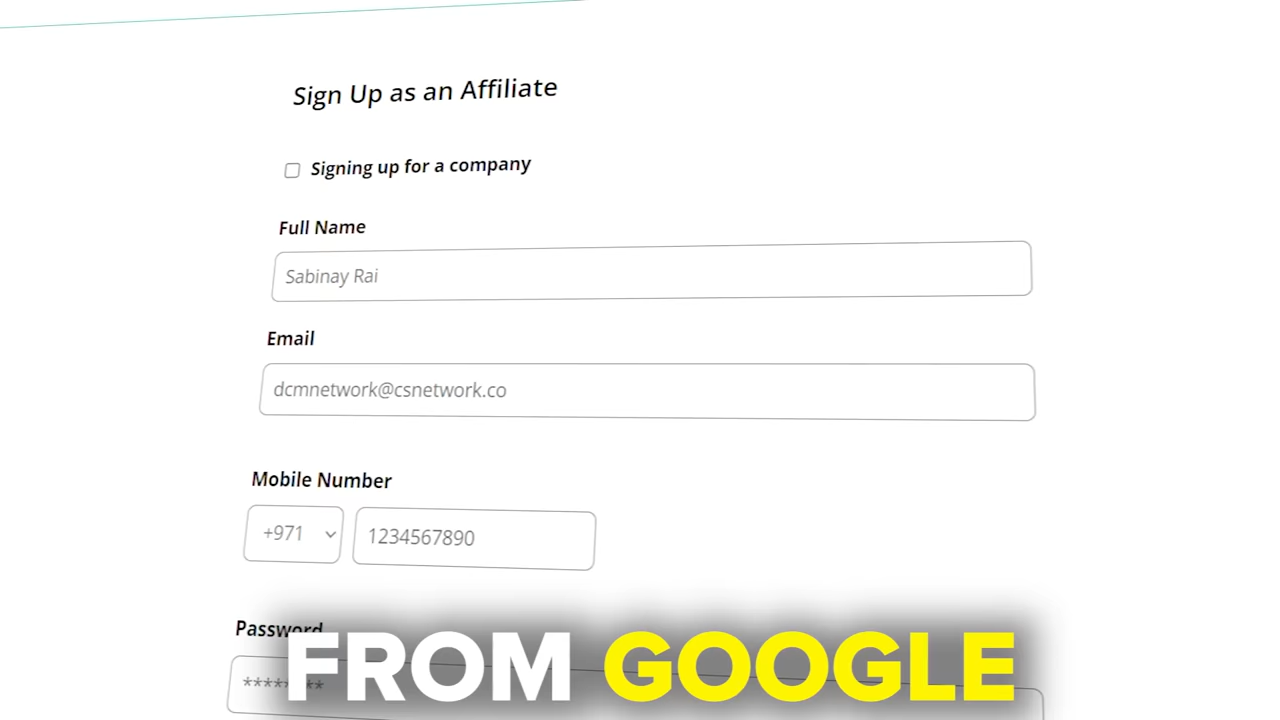 Sign Up as an Affiliate
Signing up for a company
Full Name
Sabinay Rai
Email
dcmnetwork@csnetwork.co
Mobile Number
+971 1234567890
Password
********
FROM GOOGLE